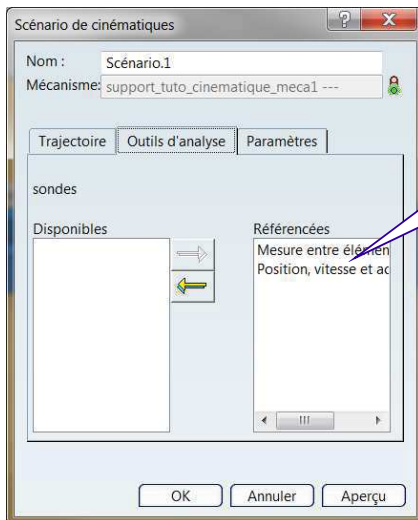 Scénario de cinématiques
Nom : Scénario.1
Mécanisme: support_tuto_cinematique_meca1 ---
Trajectoire Outils d'analyse Paramètres
sondes
Disponibles Référencées
Mesure entre élémen
Position, vitesse et ac
OK Annuler Aperçu